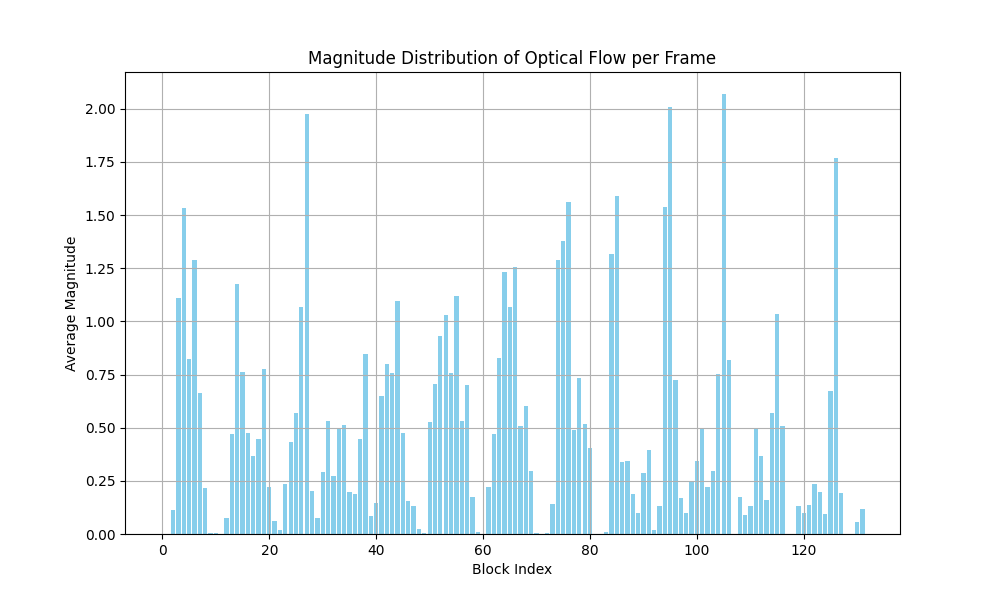 Magnitude Distribution of Optical Flow per Frame
2.00
1.75
1.50
1.25
1.00
0.75
0.50
0.25
0.00
Average Magnitude
0 20 40 60 80 100 120
Block Index